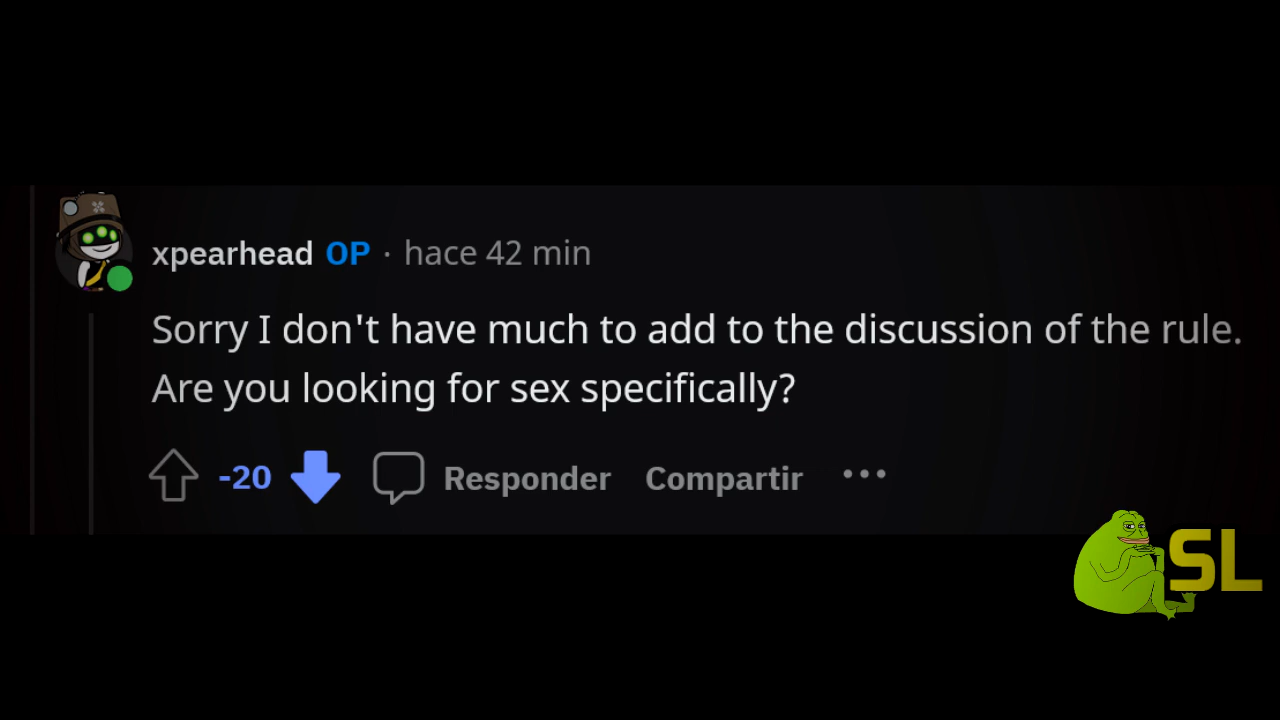 xpearhead OP · hace 42 min
Sorry I don't have much to add to the discussion of the rule.
Are you looking for sex specifically?
-20 Responder Compartir
SL